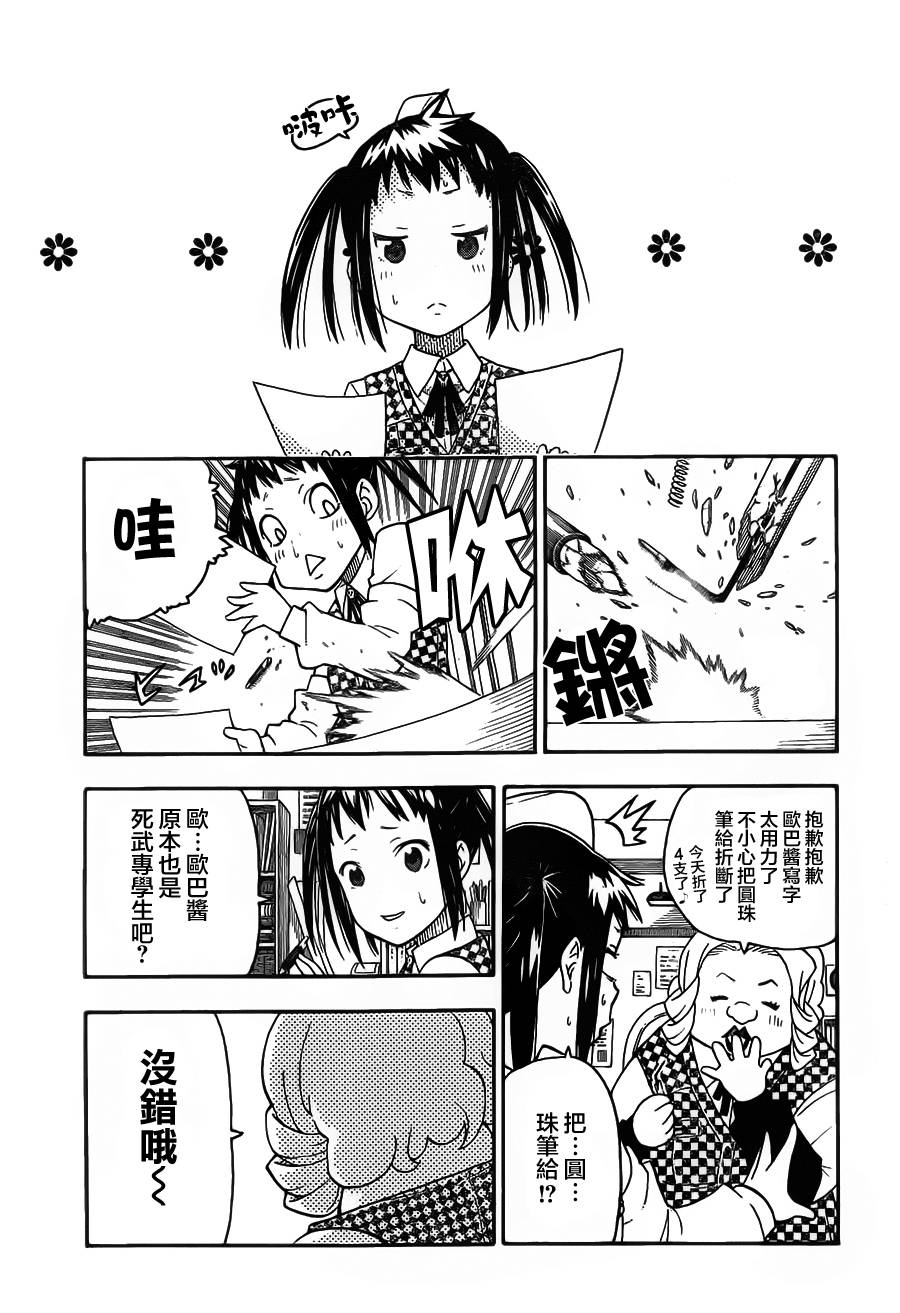 啵咔
鏘
咻
哇
抱歉抱歉
歐巴醬寫字
太用力了
不小心把圓珠
筆給折斷了
今天折了
4支了♪
把…圓…
珠筆給!?
歐…歐巴醬
原本也是
死武專學生吧?
沒錯哦～